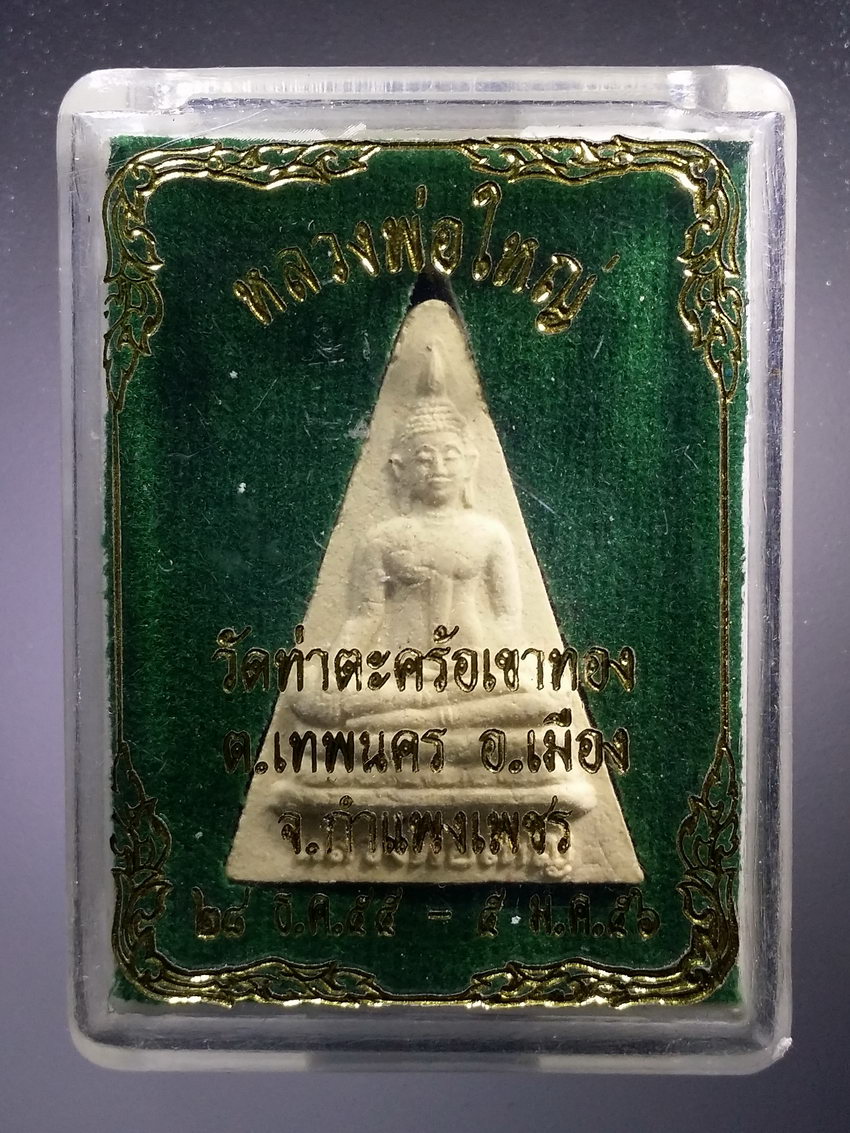 หลวงพ่อใหญ่
วัดท่าตะคร้อเขาทอง
ต.เทพนคร อ.เมือง
จ.กำแพงเพชร
๒๘ ธ.ค.๕๕ - ๕ ม.ค.๕๖